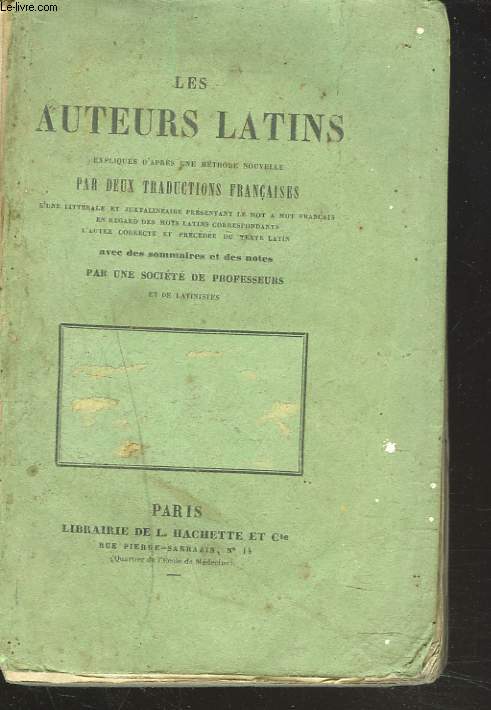 Le-livre.com
LES
AUTEURS LATINS
EXPLIQUÉS D'APRÈS UNE MÉTHODE NOUVELLE
PAR DEUX TRADUCTIONS FRANÇAISES
L'UNE LITTÉRALE ET JUXTALINÉAIRE PRÉSENTANT LE MOT A MOT FRANÇAIS
EN REGARD DES MOTS LATINS CORRESPONDANTS
L'AUTRE CORRECTE ET PRÉCÉDÉE DU TEXTE LATIN
avec des sommaires et des notes
PAR UNE SOCIÉTÉ DE PROFESSEURS
ET DE LATINISTES
PARIS
LIBRAIRIE DE L. HACHETTE ET Cie
RUE PIERRE-SARRAZIN, N° 14
(Quartier de l'École de Médecine)